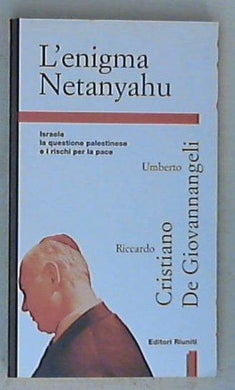 L'enigma
Netanyahu
Israele
la questione palestinese
e i rischi per la pace
Umberto
De Giovannangeli
Riccardo
Cristiano
Editori Riuniti